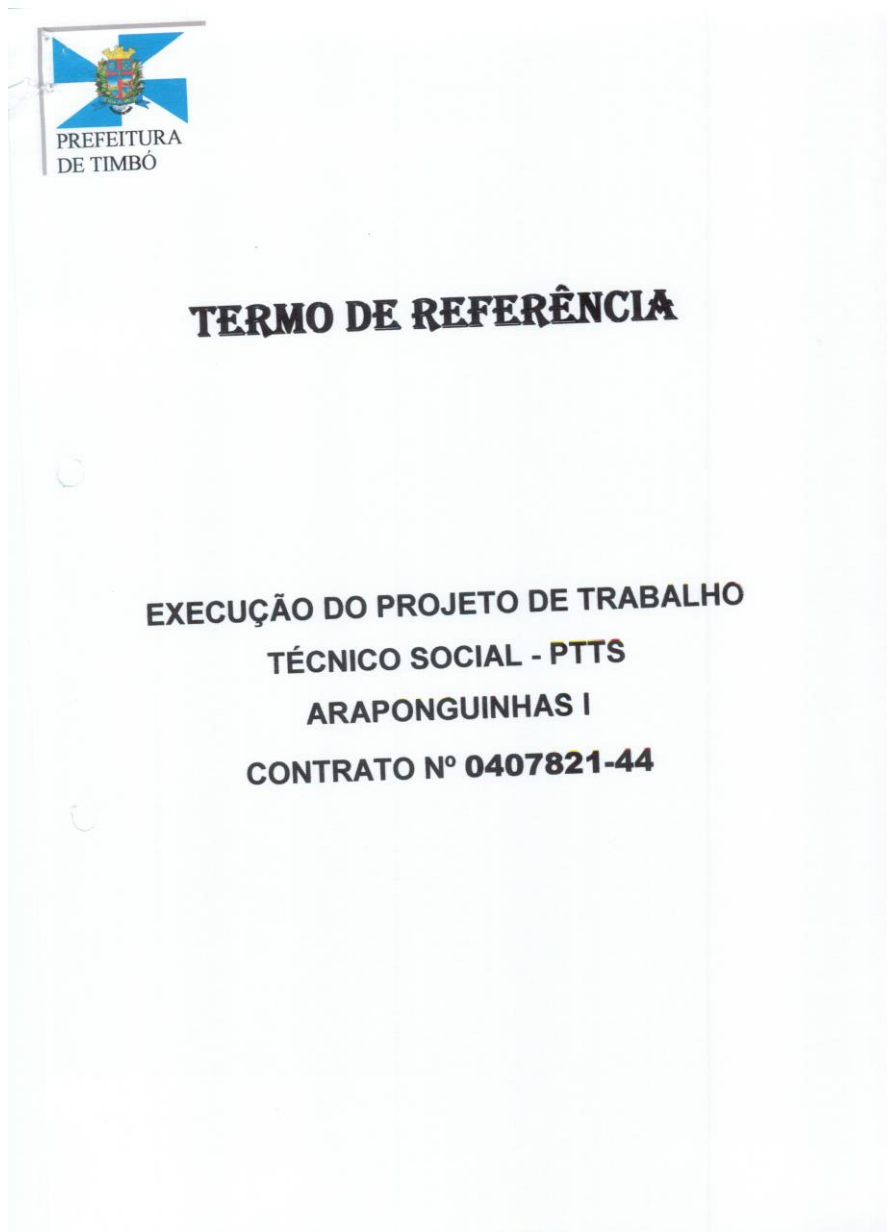 PREFEITURA
DE TIMBÓ
TERMO DE REFERÊNCIA
EXECUÇÃO DO PROJETO DE TRABALHO
TÉCNICO SOCIAL - PTTS
ARAPONGUINHAS I
CONTRATO Nº 0407821-44